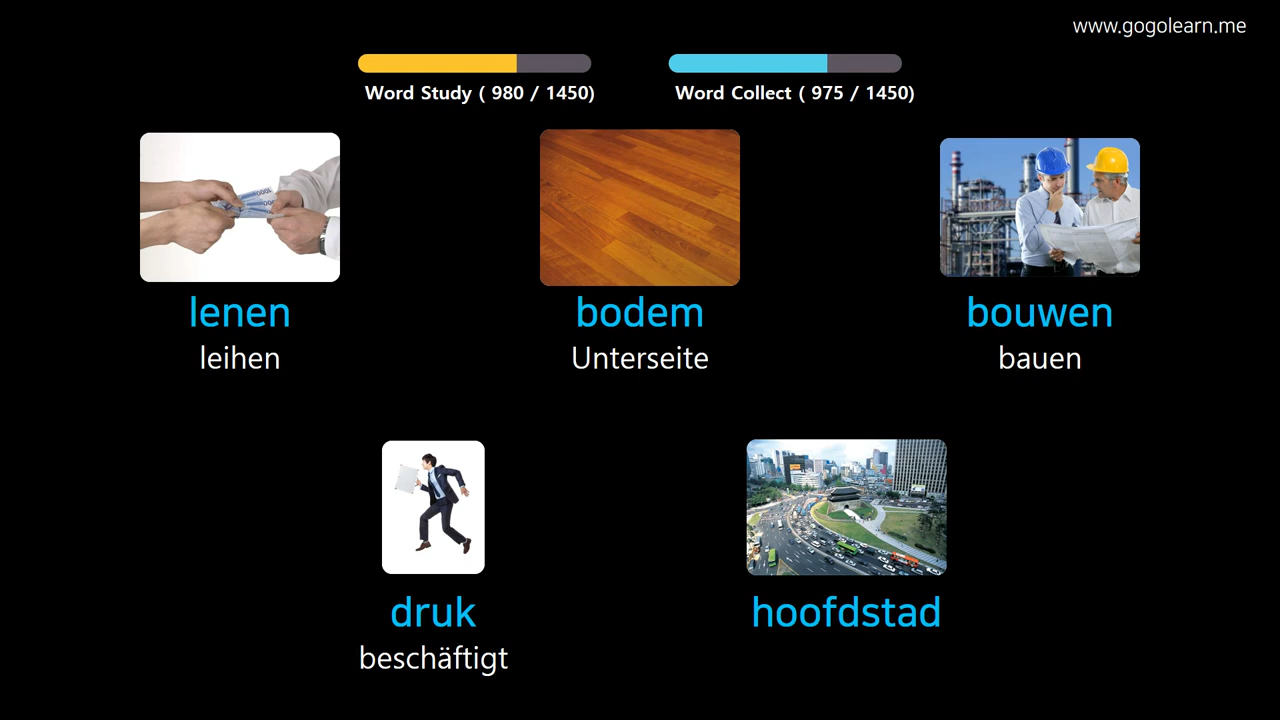 www.gogolearn.me
Word Study ( 980 / 1450)
Word Collect ( 975 / 1450)
lenen
leihen
bodem
Unterseite
bouwen
bauen
druk
beschäftigt
hoofdstad